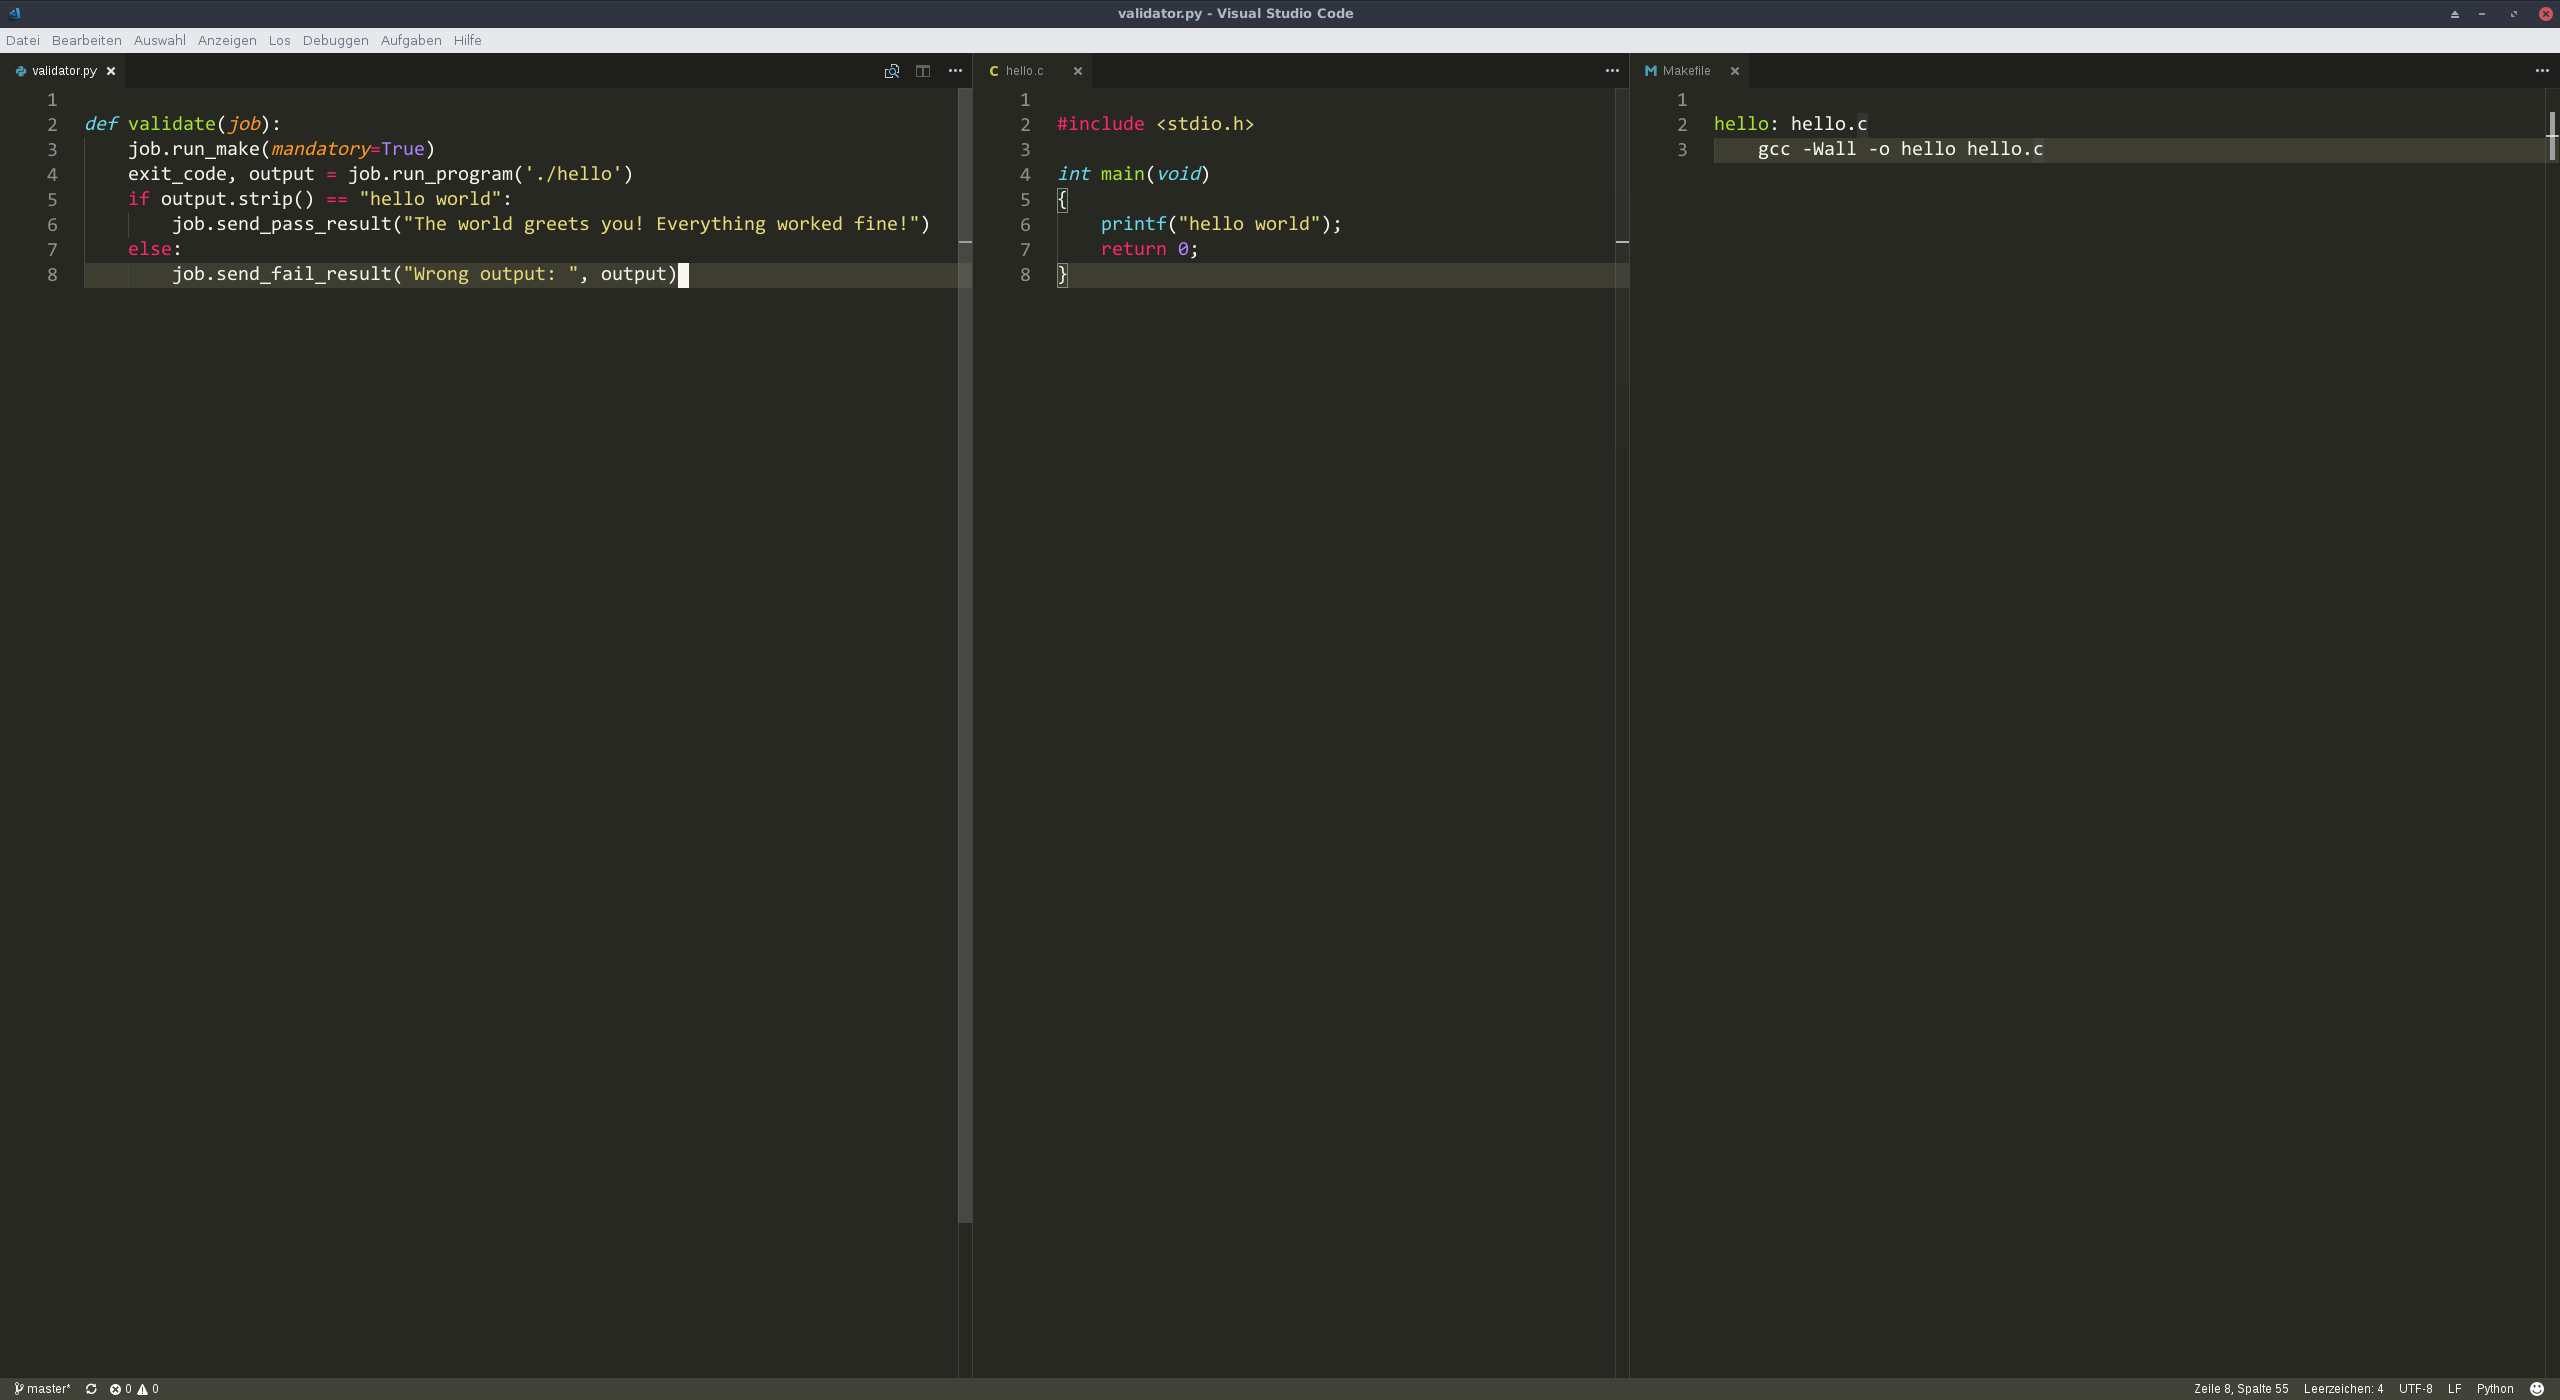 validator.py - Visual Studio Code
Datei Bearbeiten Auswahl Anzeigen Los Debuggen Aufgaben Hilfe
validator.py
1
2 def validate(job):
3     job.run_make(mandatory=True)
4     exit_code, output = job.run_program('./hello')
5     if output.strip() == "hello world":
6         job.send_pass_result("The world greets you! Everything worked fine!")
7     else:
8         job.send_fail_result("Wrong output: ", output)
C hello.c
1
2 #include <stdio.h>
3
4 int main(void)
5 {
6     printf("hello world");
7     return 0;
8 }
M Makefile
1
2 hello: hello.c
3     gcc -Wall -o hello hello.c
master* 0 0
Zeile 8, Spalte 55 Leerzeichen: 4 UTF-8 LF Python